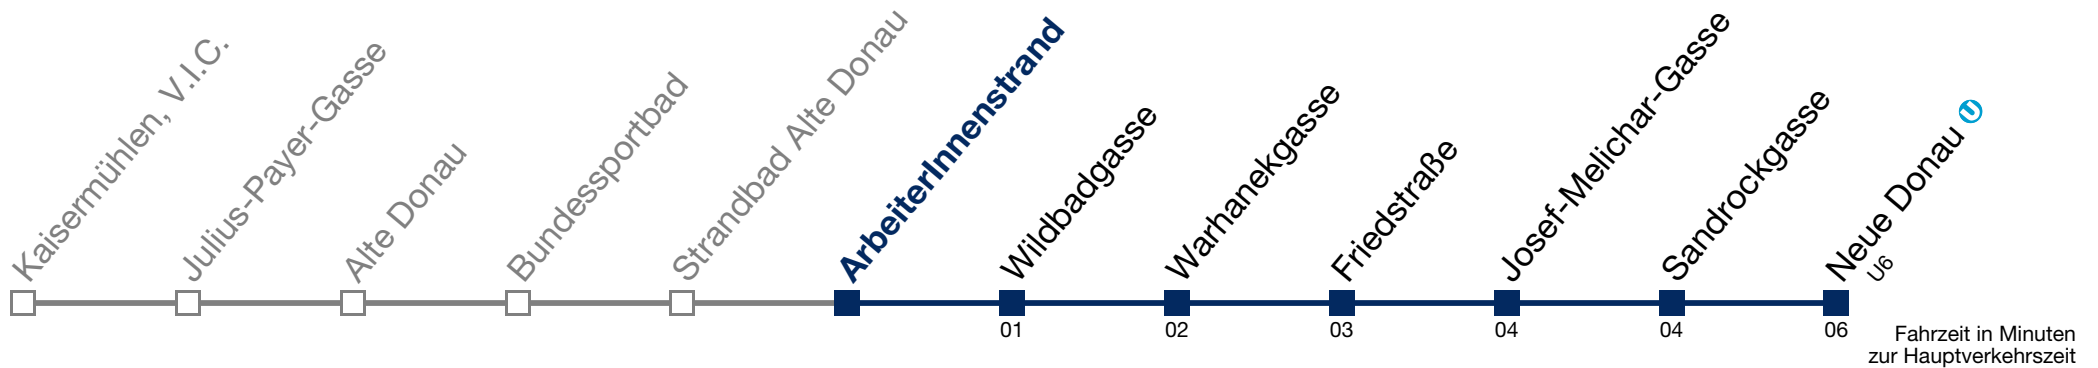 Kaisermühlen, V.I.C.
Julius-Payer-Gasse
Alte Donau
Bundessportbad
Strandbad Alte Donau
ArbeiterInnenstrand
Wildbadgasse
Warhanekgasse
Friedstraße
Josef-Melichar-Gasse
Sandrockgasse
Neue Donau U
U6
01
02
03
04
04
06
Fahrzeit in Minuten
zur Hauptverkehrszeit